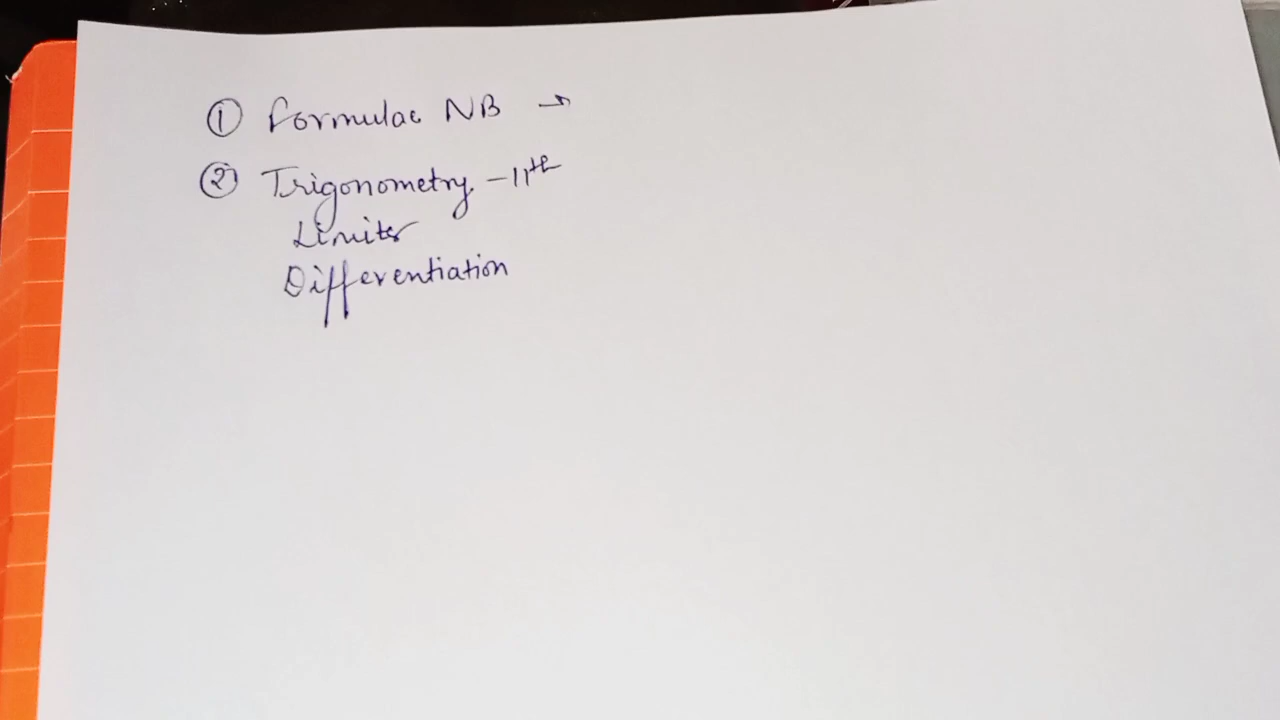 ① Formulae NB →
② Trigonometry - 11th
Limits
Differentiation